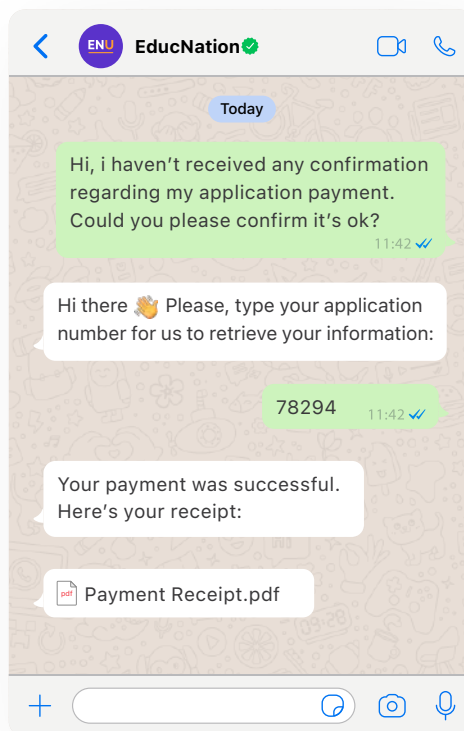 ENU EducNation
Today
Hi, i haven’t received any confirmation
regarding my application payment.
Could you please confirm it’s ok?
11:42
Hi there 👋 Please, type your application
number for us to retrieve your information:
78294 11:42
Your payment was successful.
Here’s your receipt:
pdf Payment Receipt.pdf